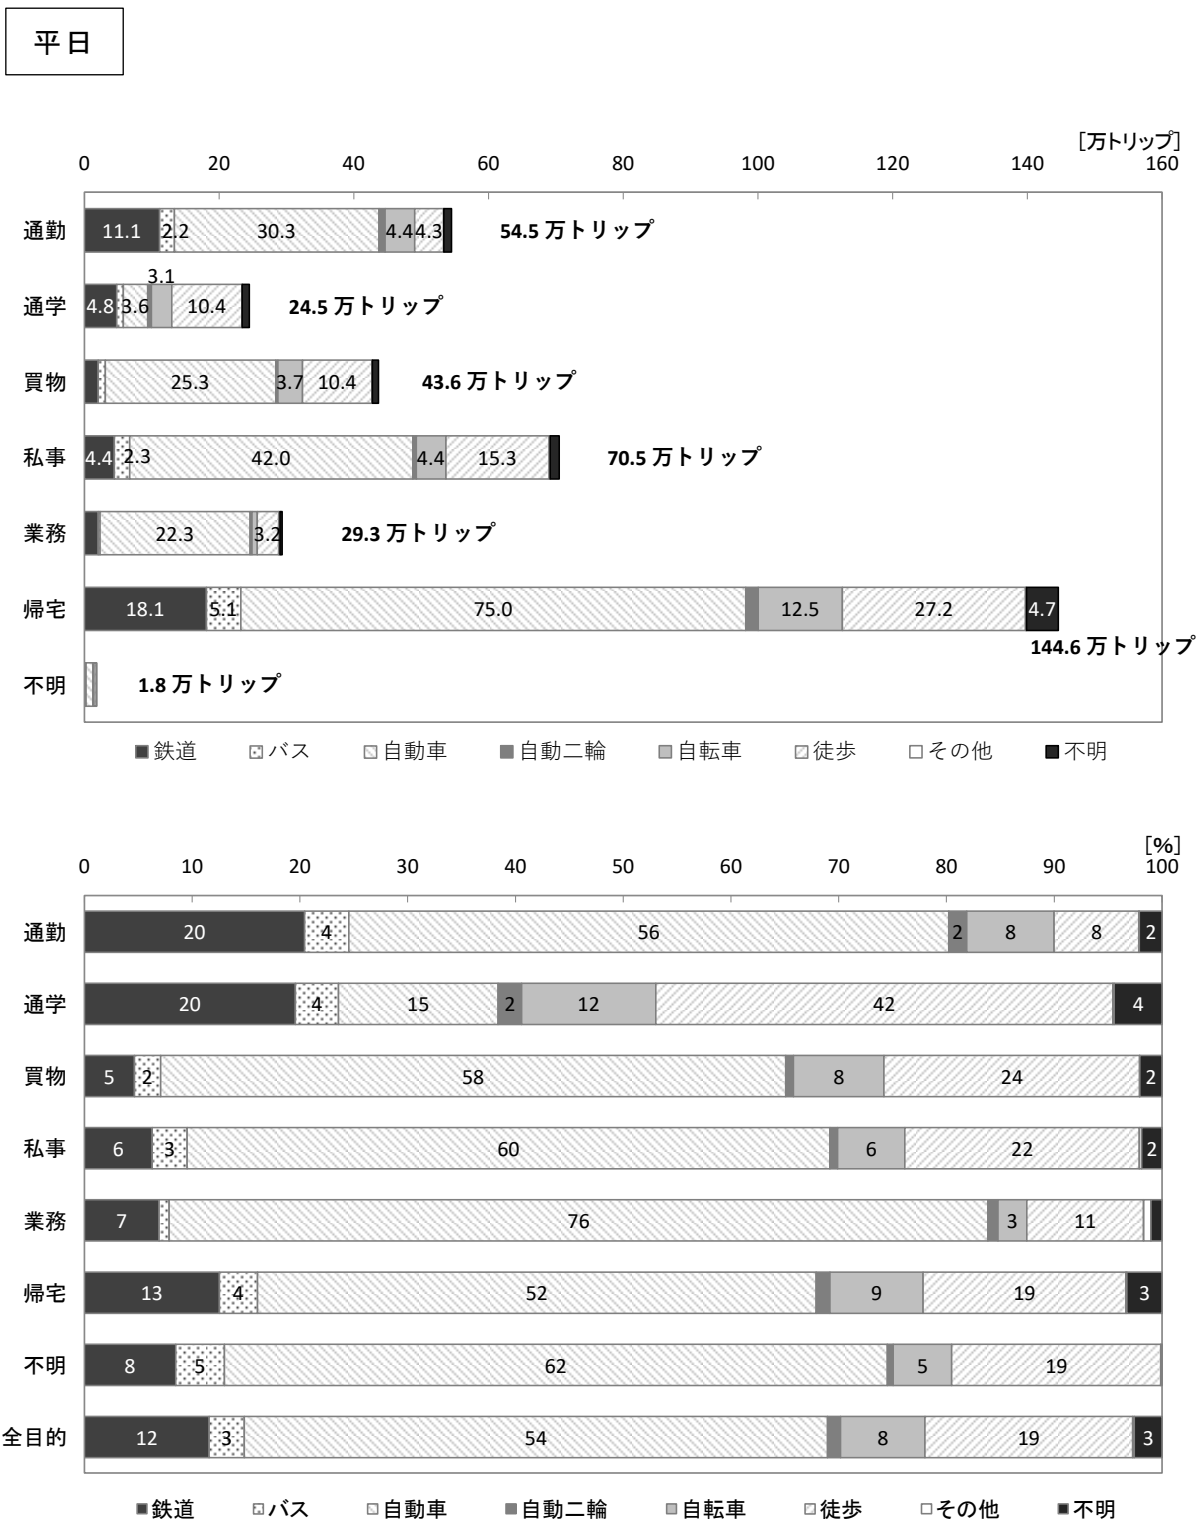 平日
[万トリップ]
0 20 40 60 80 100 120 140 160
通勤 11.1 2.2 30.3 4.4 4.3 54.5 万トリップ
3.1
通学 4.8 3.6 10.4 24.5 万トリップ
買物 25.3 3.7 10.4 43.6 万トリップ
私事 4.4 2.3 42.0 4.4 15.3 70.5 万トリップ
業務 22.3 3.2 29.3 万トリップ
帰宅 18.1 5.1 75.0 12.5 27.2 4.7
144.6 万トリップ
不明 1.8 万トリップ
鉄道 バス 自動車 自動二輪 自転車 徒歩 その他 不明
[%]
0 10 20 30 40 50 60 70 80 90 100
通勤 20 4 56 2 8 8 2
通学 20 4 15 2 12 42 4
買物 5 2 58 8 24 2
私事 6 3 60 6 22 2
業務 7 76 3 11
帰宅 13 4 52 9 19 3
不明 8 5 62 5 19
全目的 12 3 54 8 19 3
鉄道 バス 自動車 自動二輪 自転車 徒歩 その他 不明